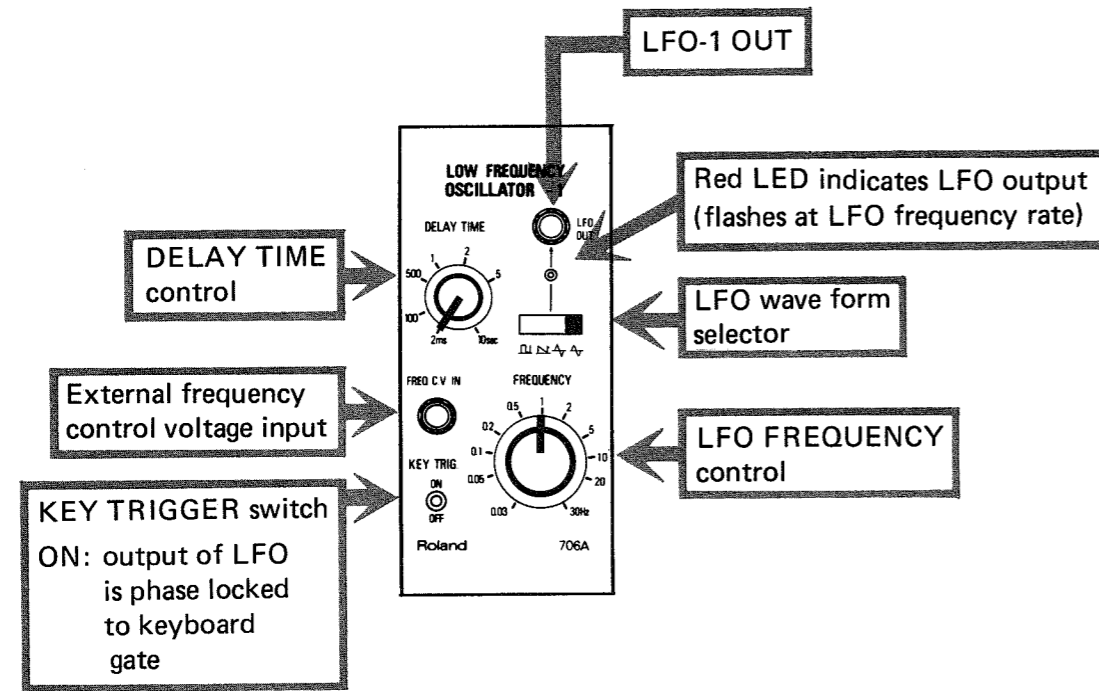 LFO-1 OUT
LOW FREQUENCY
OSCILLATOR -1
Red LED indicates LFO output
(flashes at LFO frequency rate)
DELAY TIME
control
DELAY TIME
2ms
100
500
1
2
5
10sec
LFO
OUT
LFO wave form
selector
External frequency
control voltage input
FREQ. C V IN
FREQUENCY
0.03
0.05
0.1
0.2
0.5
1
2
5
10
20
30Hz
LFO FREQUENCY
control
KEY TRIG.
ON
OFF
KEY TRIGGER switch
ON: output of LFO
is phase locked
to keyboard
gate
Roland
706A